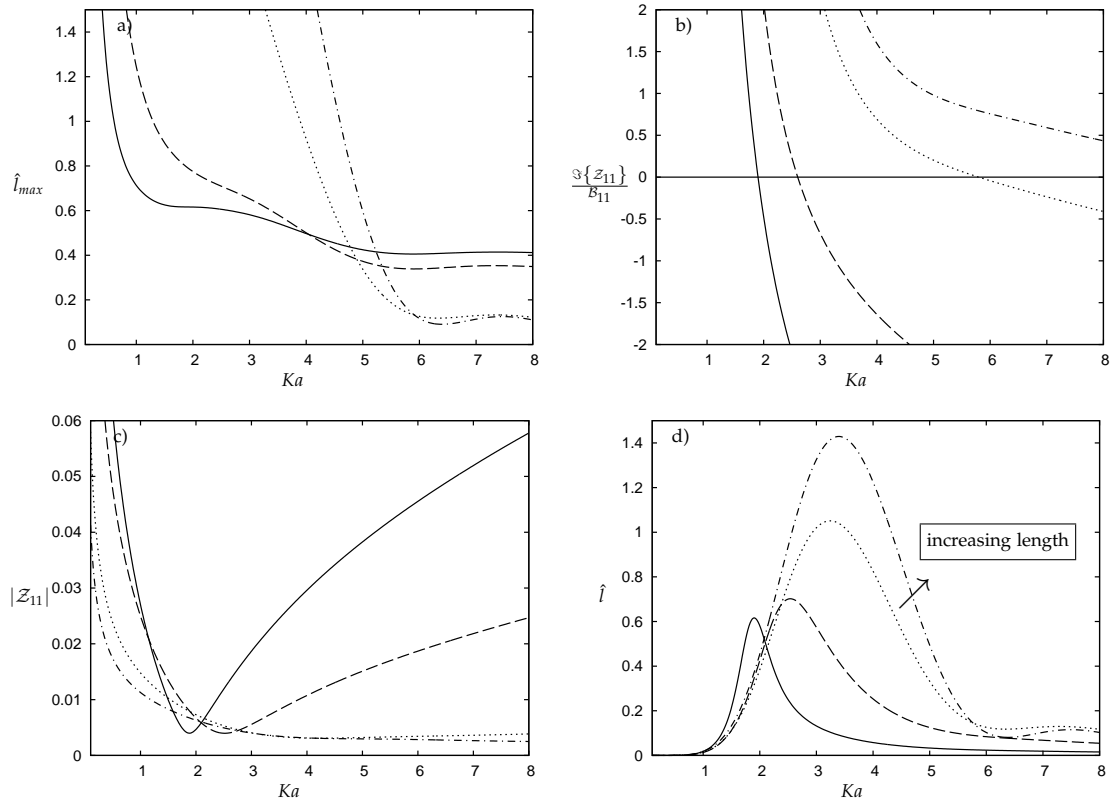 a)
1.4
1.2
1
0.8
0.6
0.4
0.2
0
l̂max
1 2 3 4 5 6 7 8
Ka
b)
2
1.5
1
0.5
0
-0.5
-1
-1.5
-2
ℑ{Z11}
B11
1 2 3 4 5 6 7 8
Ka
c)
0.06
0.05
0.04
0.03
0.02
0.01
0
|Z11|
1 2 3 4 5 6 7 8
Ka
d)
1.4
1.2
1
0.8
0.6
0.4
0.2
0
l̂
increasing length
1 2 3 4 5 6 7 8
Ka